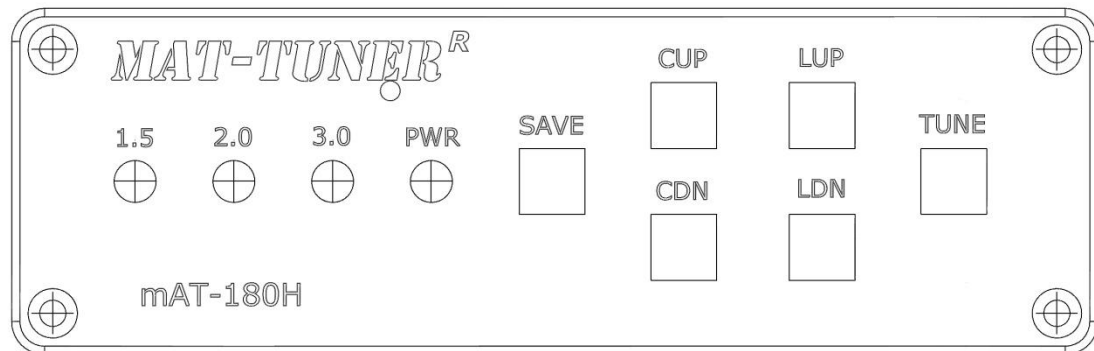 MAT-TUNER R
CUP LUP
1.5 2.0 3.0 PWR SAVE TUNE
CDN LDN
mAT-180H